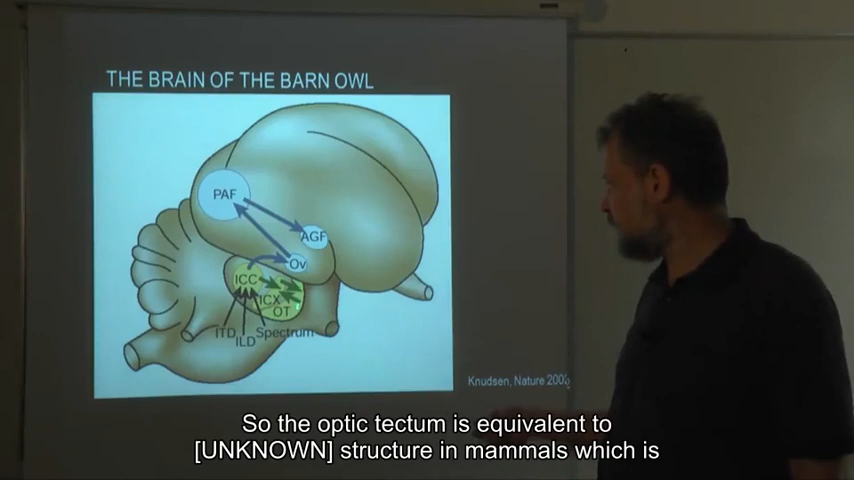 THE BRAIN OF THE BARN OWL
PAF
AGF
Ov
ICC
ICX
OT
ITD
ILD
Spectrum
Knudsen, Nature 2002
So the optic tectum is equivalent to
[UNKNOWN] structure in mammals which is